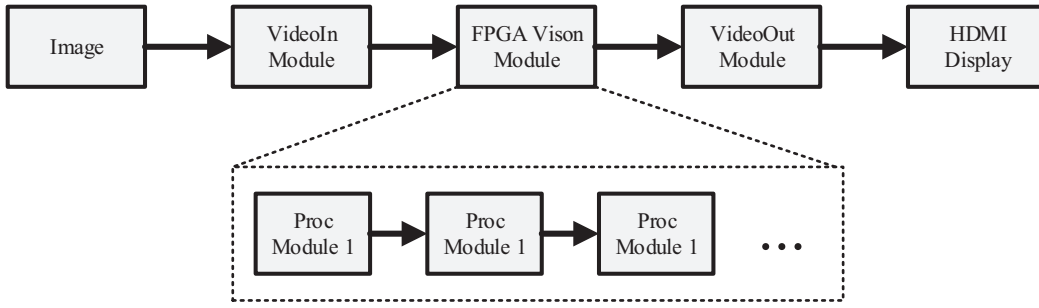 Image
VideoIn
Module
FPGA Vison
Module
VideoOut
Module
HDMI
Display
Proc
Module 1
Proc
Module 1
Proc
Module 1
...